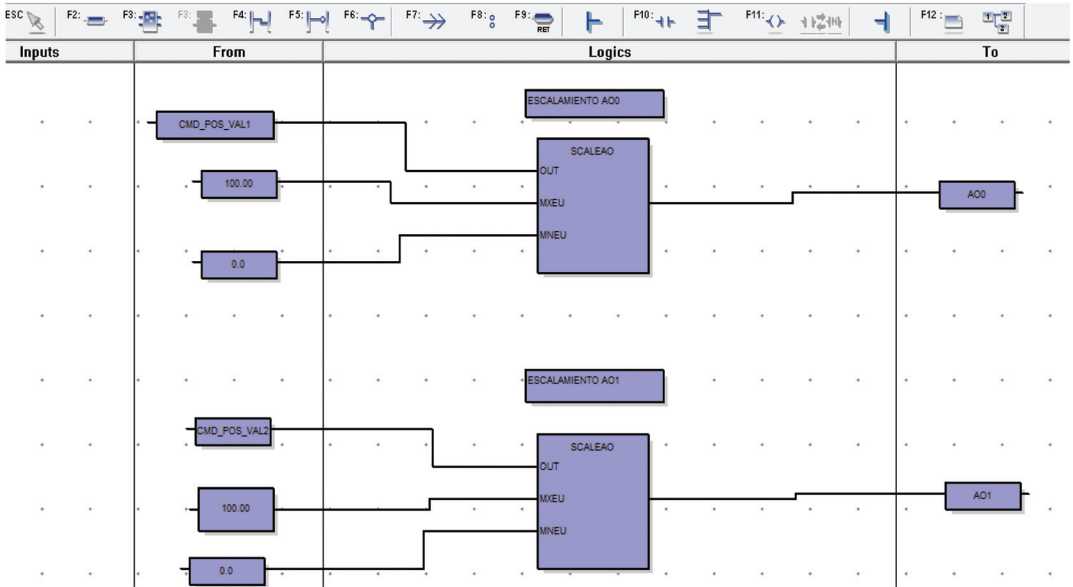 ESC F2: F3: F3: F4: F5: F6: F7: F8: F9: RET F10: F11: F12:
Inputs From Logics To
ESCALAMIENTO AO0
CMD_POS_VAL1
SCALEAO
OUT
100.00
MXEU
AO0
MNEU
0.0
ESCALAMIENTO AO1
CMD_POS_VAL2
SCALEAO
OUT
100.00
MXEU
AO1
MNEU
0.0